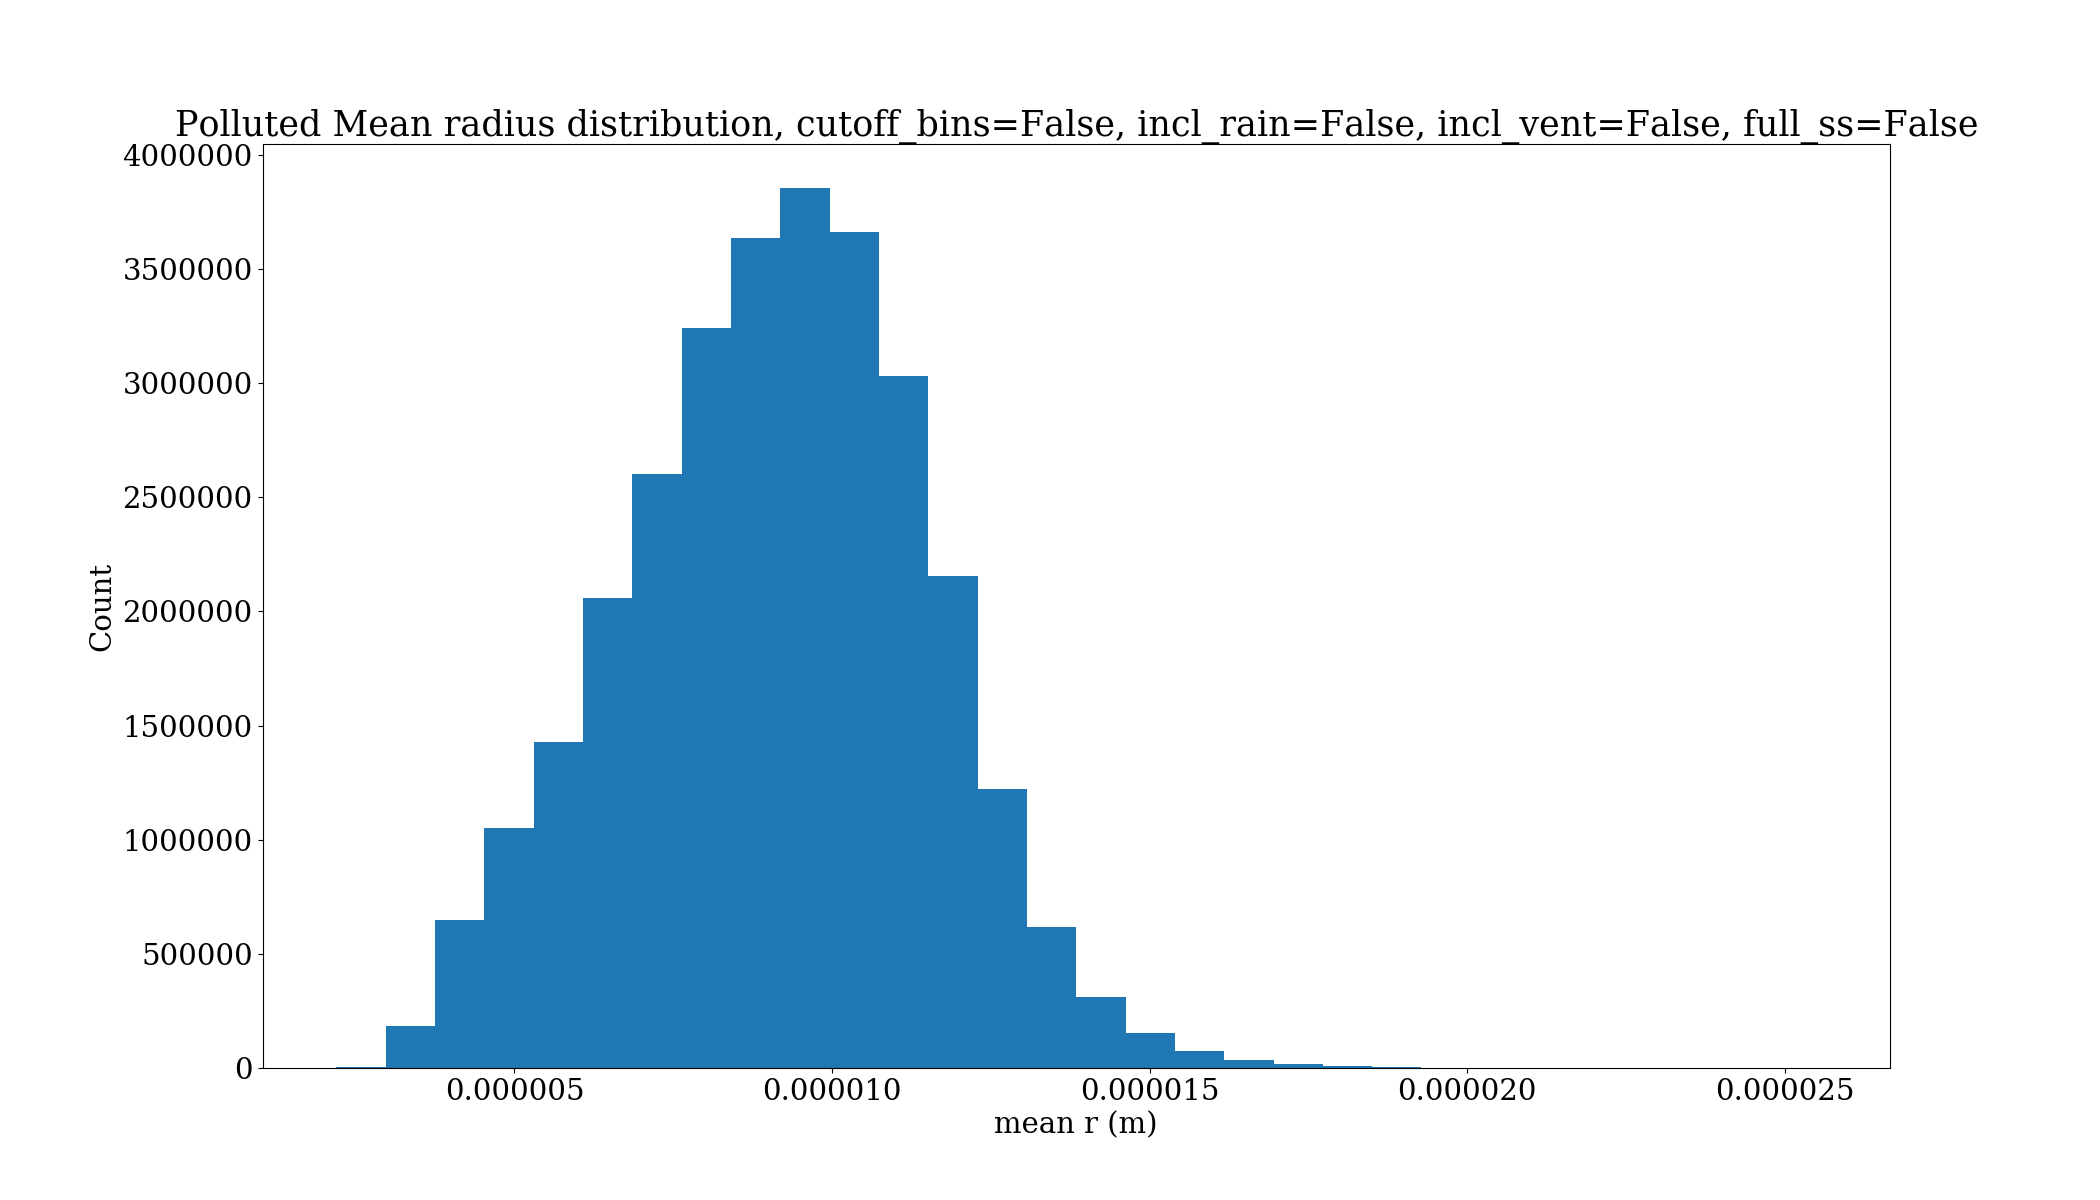 Polluted Mean radius distribution, cutoff_bins=False, incl_rain=False, incl_vent=False, full_ss=False
4000000
3500000
3000000
2500000
2000000
1500000
1000000
500000
0
Count
0.000005 0.000010 0.000015 0.000020 0.000025
mean r (m)